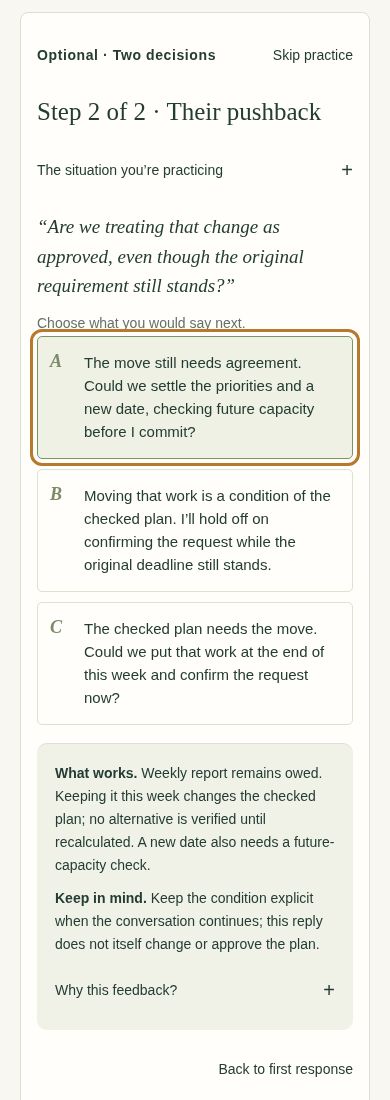 Optional · Two decisions
Skip practice
Step 2 of 2 · Their pushback
The situation you’re practicing
+
“Are we treating that change as
approved, even though the original
requirement still stands?”
Choose what you would say next.
A
The move still needs agreement.
Could we settle the priorities and a
new date, checking future capacity
before I commit?
B
Moving that work is a condition of the
checked plan. I’ll hold off on
confirming the request while the
original deadline still stands.
C
The checked plan needs the move.
Could we put that work at the end of
this week and confirm the request
now?
What works. Weekly report remains owed.
Keeping it this week changes the checked
plan; no alternative is verified until
recalculated. A new date also needs a future-
capacity check.
Keep in mind. Keep the condition explicit
when the conversation continues; this reply
does not itself change or approve the plan.
Why this feedback?
+
Back to first response